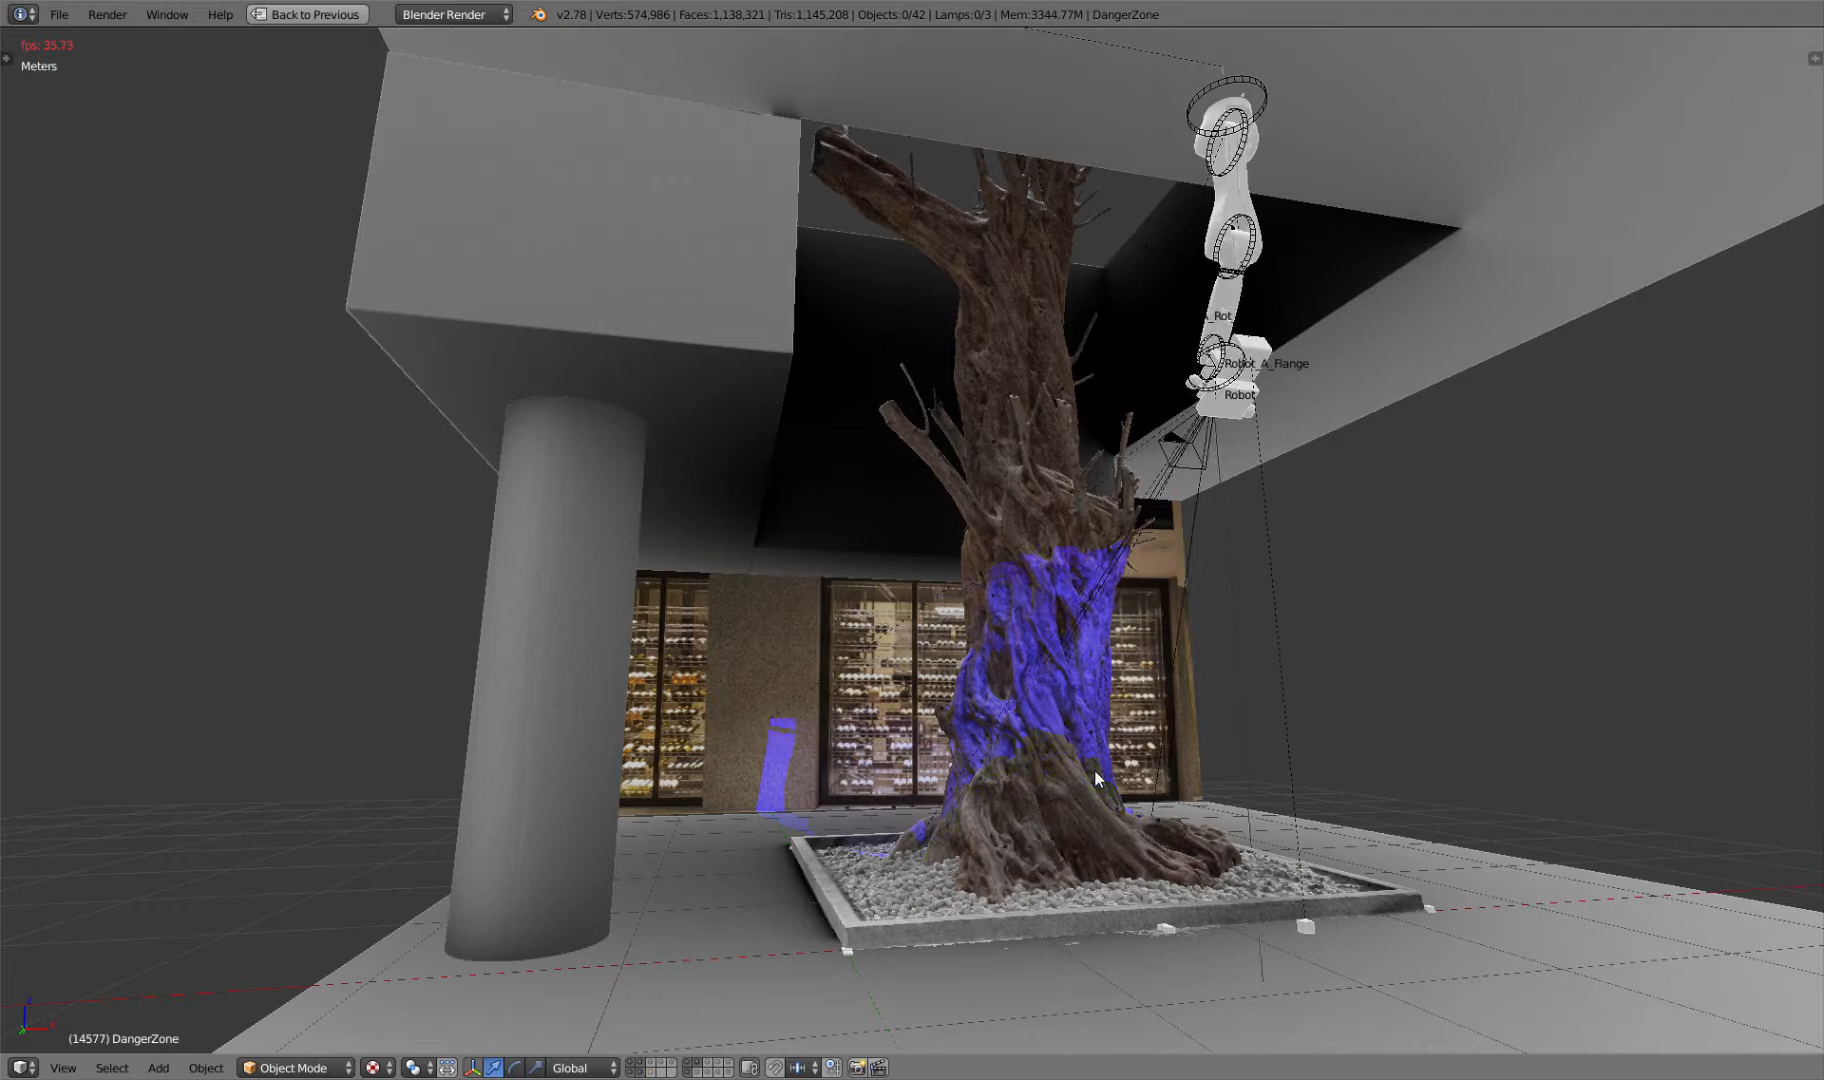 File Render Window Help Back to Previous Blender Render v2.78 | Verts:574,986 | Faces:1,138,321 | Tris:1,145,208 | Objects:0/42 | Lamps:0/3 | Mem:3344.77M | DangerZone
fps: 35.73
Meters
A_Rot
Robot_A_Flange
Robot
(14577) DangerZone
View Select Add Object Object Mode Global